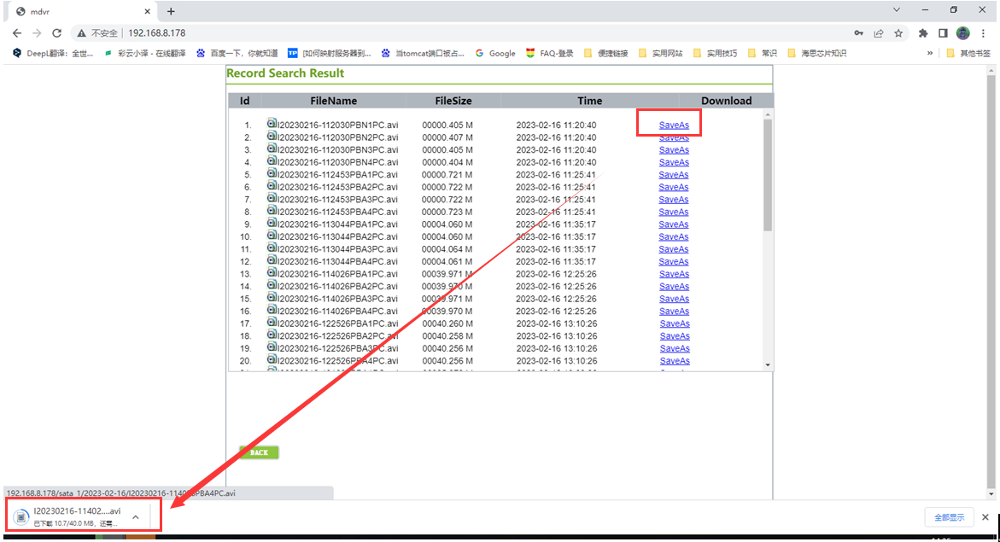 mdvr
不安全 192.168.8.178
DeepL翻译：全世... 彩云小译 - 在线翻译 百度一下，你就知道 TP [如何映射服务器到... 当tomcat端口被占... Google FAQ-登录 便捷链接 实用网站 实用技巧 常识 海思芯片知识 » 其他书签
Record Search Result
Id FileName FileSize Time Download
1. I20230216-112030PBN1PC.avi 00000.405 M 2023-02-16 11:20:40 SaveAs
2. I20230216-112030PBN2PC.avi 00000.407 M 2023-02-16 11:20:40 SaveAs
3. I20230216-112030PBN3PC.avi 00000.405 M 2023-02-16 11:20:40 SaveAs
4. I20230216-112030PBN4PC.avi 00000.404 M 2023-02-16 11:20:40 SaveAs
5. I20230216-112453PBA1PC.avi 00000.721 M 2023-02-16 11:25:41 SaveAs
6. I20230216-112453PBA2PC.avi 00000.722 M 2023-02-16 11:25:41 SaveAs
7. I20230216-112453PBA3PC.avi 00000.722 M 2023-02-16 11:25:41 SaveAs
8. I20230216-112453PBA4PC.avi 00000.723 M 2023-02-16 11:25:41 SaveAs
9. I20230216-113044PBA1PC.avi 00004.060 M 2023-02-16 11:35:17 SaveAs
10. I20230216-113044PBA2PC.avi 00004.060 M 2023-02-16 11:35:17 SaveAs
11. I20230216-113044PBA3PC.avi 00004.064 M 2023-02-16 11:35:17 SaveAs
12. I20230216-113044PBA4PC.avi 00004.061 M 2023-02-16 11:35:17 SaveAs
13. I20230216-114026PBA1PC.avi 00039.971 M 2023-02-16 12:25:26 SaveAs
14. I20230216-114026PBA2PC.avi 00039.970 M 2023-02-16 12:25:26 SaveAs
15. I20230216-114026PBA3PC.avi 00039.971 M 2023-02-16 12:25:26 SaveAs
16. I20230216-114026PBA4PC.avi 00039.970 M 2023-02-16 12:25:26 SaveAs
17. I20230216-122526PBA1PC.avi 00040.260 M 2023-02-16 13:10:26 SaveAs
18. I20230216-122526PBA2PC.avi 00040.258 M 2023-02-16 13:10:26 SaveAs
19. I20230216-122526PBA3PC.avi 00040.256 M 2023-02-16 13:10:26 SaveAs
20. I20230216-122526PBA4PC.avi 00040.256 M 2023-02-16 13:10:26 SaveAs
BACK
192.168.8.178/sata_1/2023-02-16/I20230216-114026PBA4PC.avi
I20230216-11402....avi
已下载 10.7/40.0 MB，还需...
全部显示